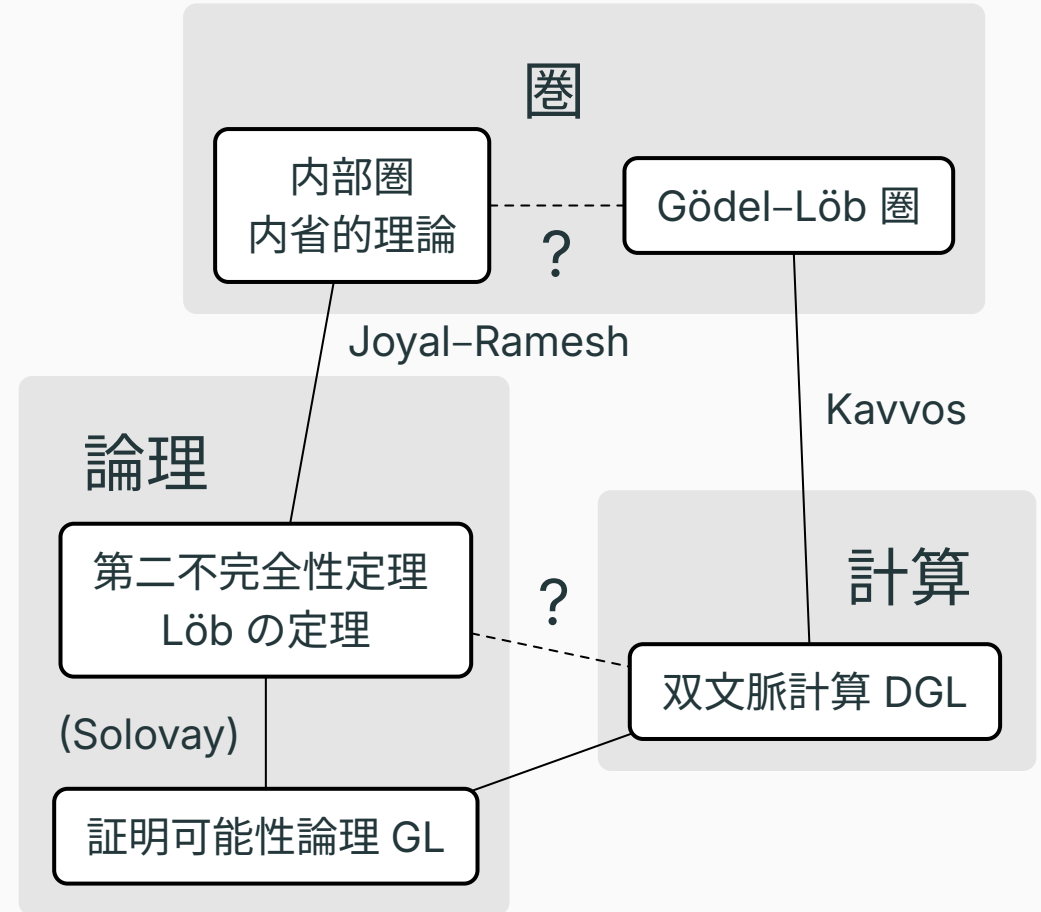 圏
内部圏
内省的理論
Gödel–Löb 圏
?
Joyal–Ramesh
Kavvos
論理
第二不完全性定理
Löb の定理
?
計算
双文脈計算 DGL
(Solovay)
証明可能性論理 GL